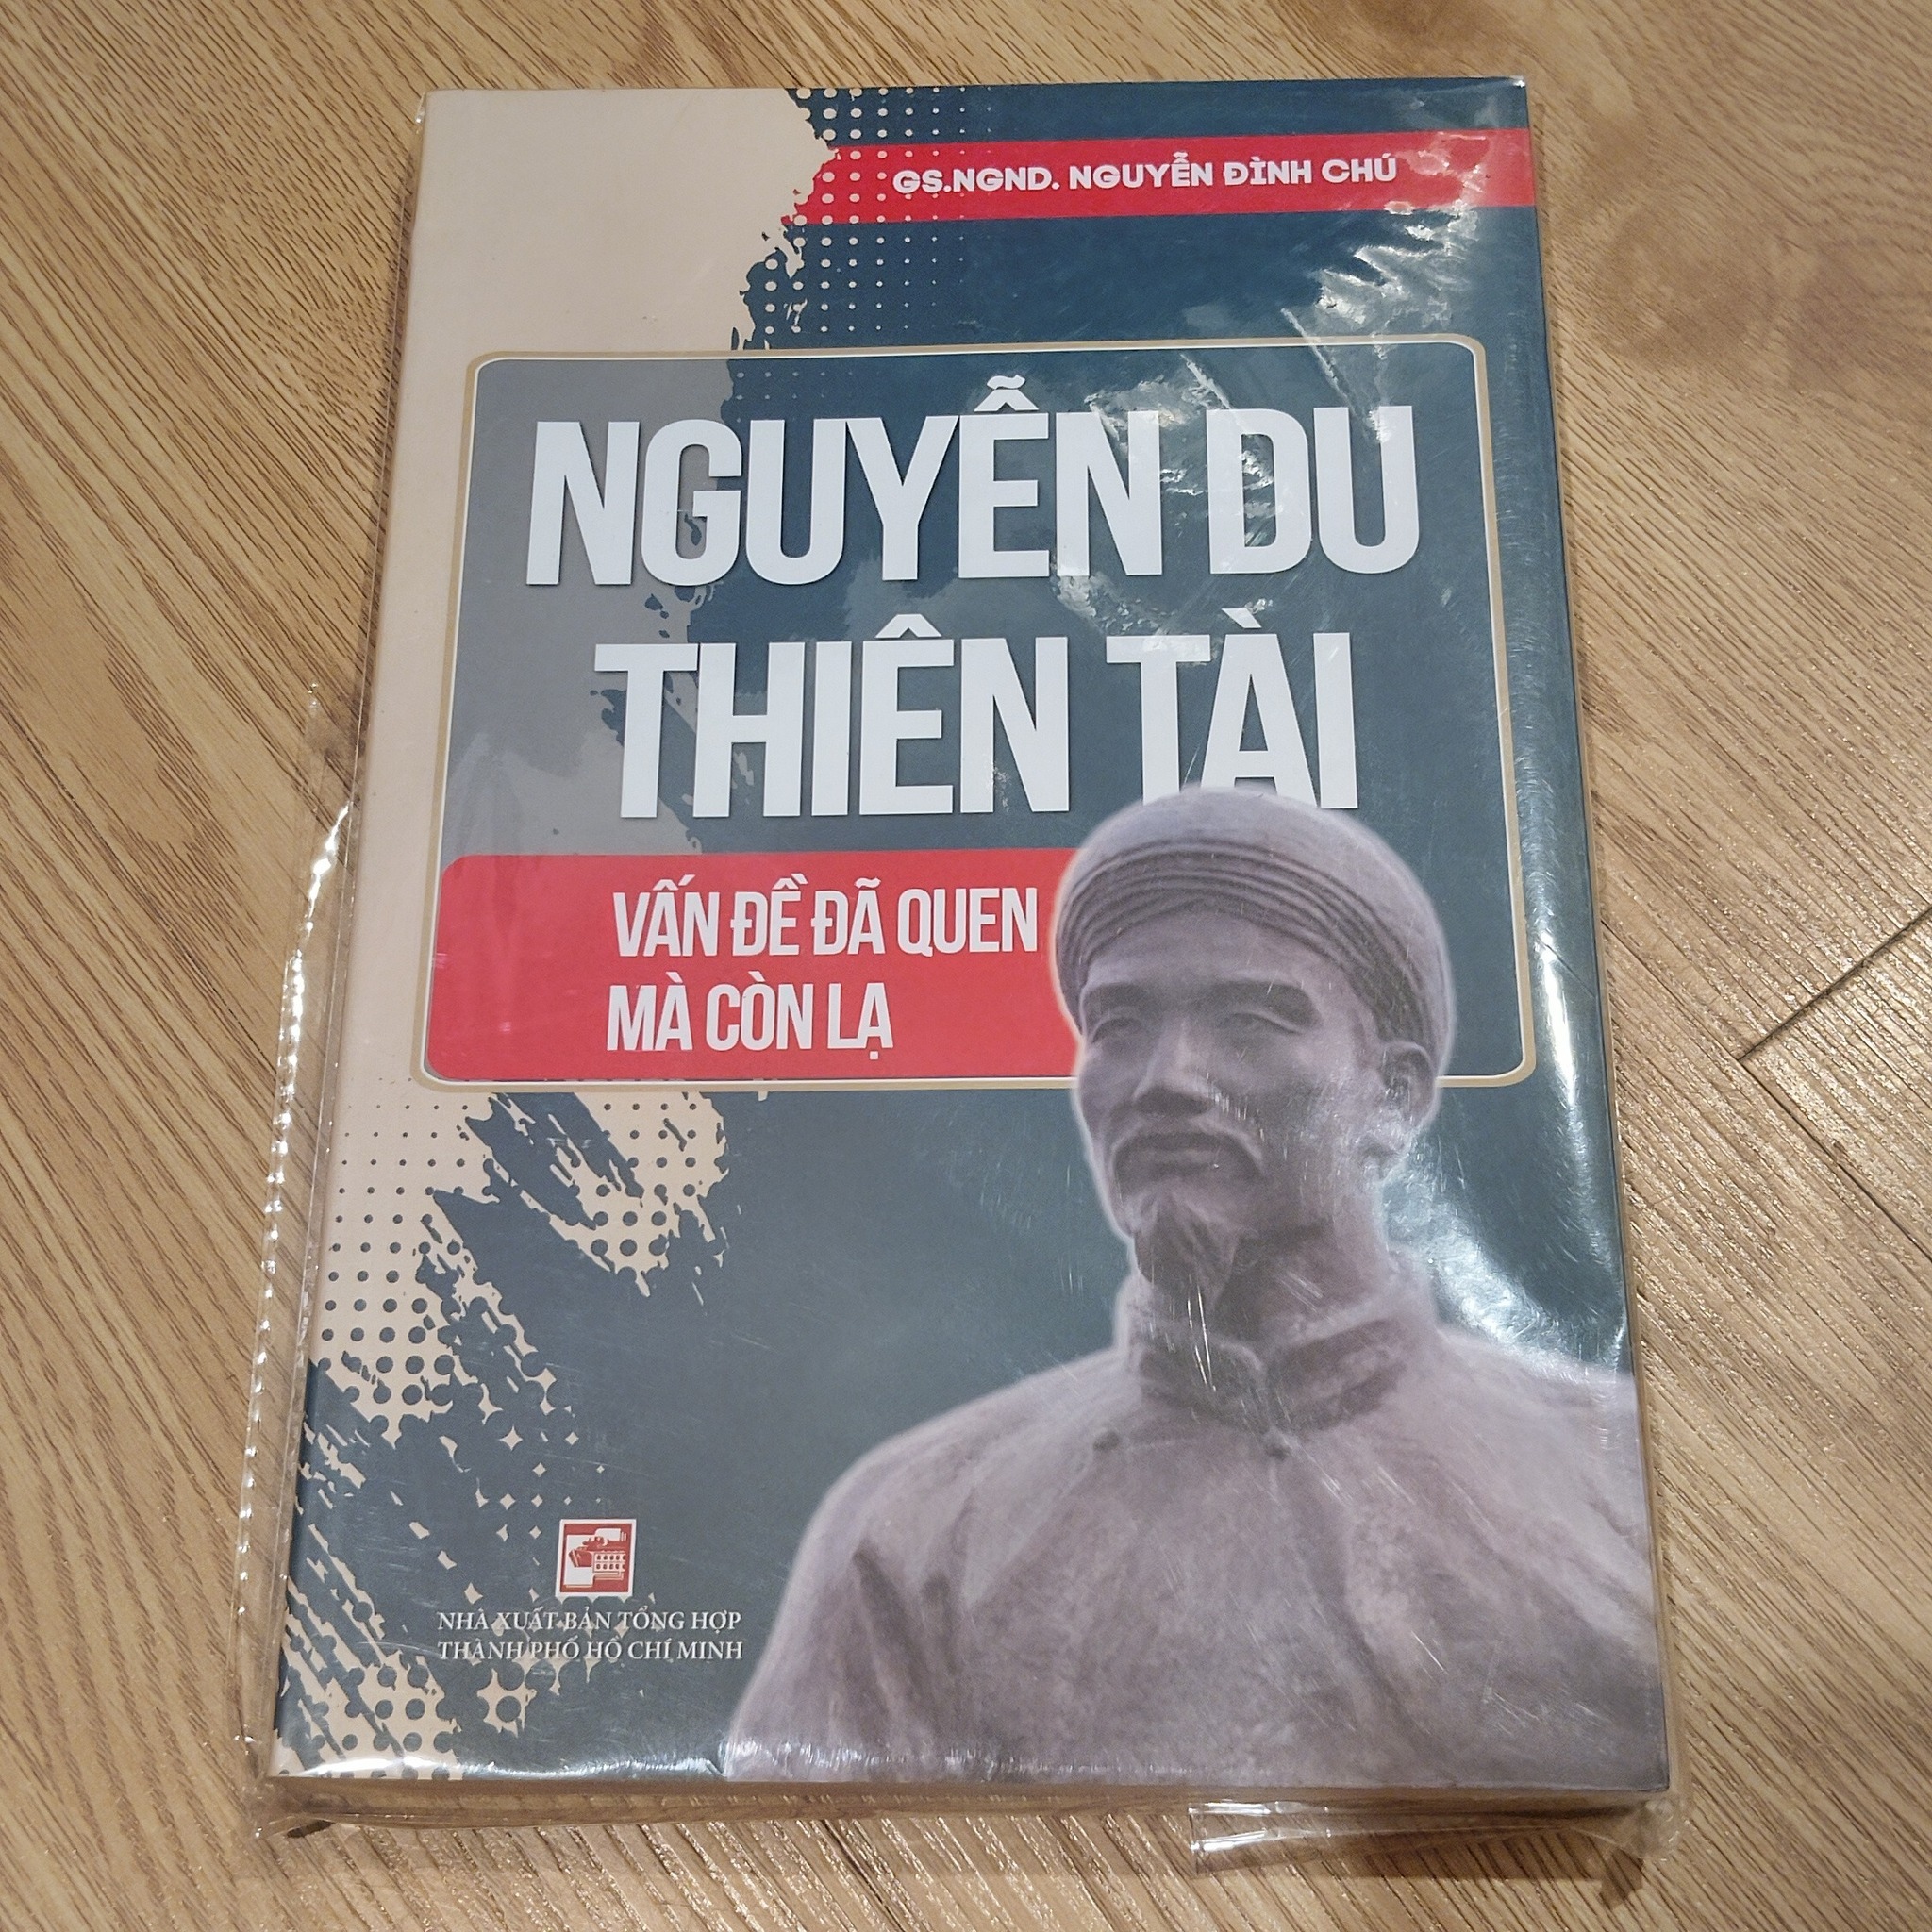 GS.NGND. NGUYỄN ĐÌNH CHÚ
NGUYỄN DU
THIÊN TÀI
VẤN ĐỀ ĐÃ QUEN
MÀ CÒN LẠ
NHÀ XUẤT BẢN TỔNG HỢP
THÀNH PHỐ HỒ CHÍ MINH